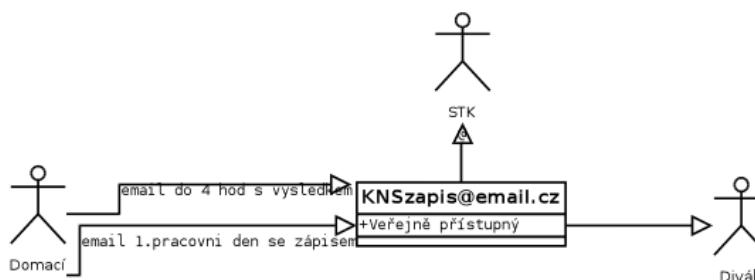 STK
@
email do 4 hod s výsledkem
KNSzapis@email.cz
+Veřejně přístupný
email 1.pracovni den se zápisem
Domací